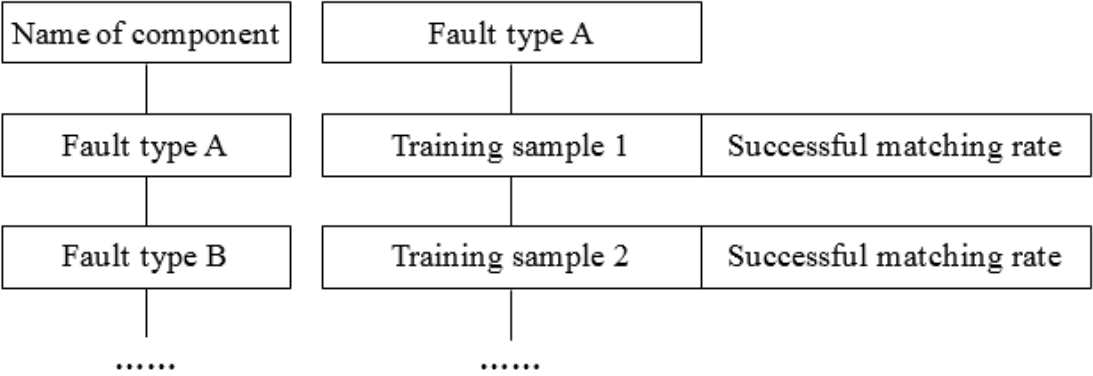 Name of component
Fault type A
Fault type A
Training sample 1
Successful matching rate
Fault type B
Training sample 2
Successful matching rate
......
......